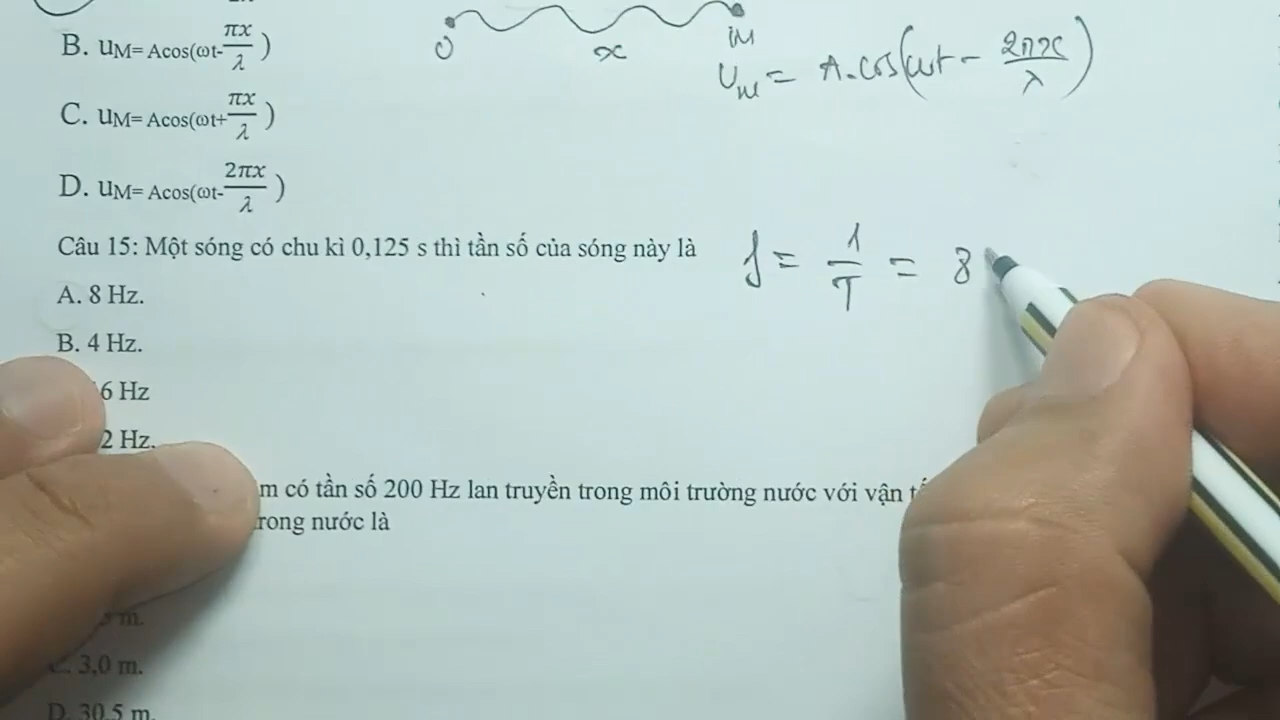 B. uM= Acos(ωt-πx/λ)
O x M
U_M = A.cos(ωt - 2πx/λ)
C. uM= Acos(ωt+πx/λ)
D. uM= Acos(ωt-2πx/λ)
Câu 15: Một sóng có chu kì 0,125 s thì tần số của sóng này là
f = 1/T = 8
A. 8 Hz.
B. 4 Hz.
6 Hz
2 Hz.
m có tần số 200 Hz lan truyền trong môi trường nước với vận
rong nước là
m.
3,0 m.
D. 30,5 m.